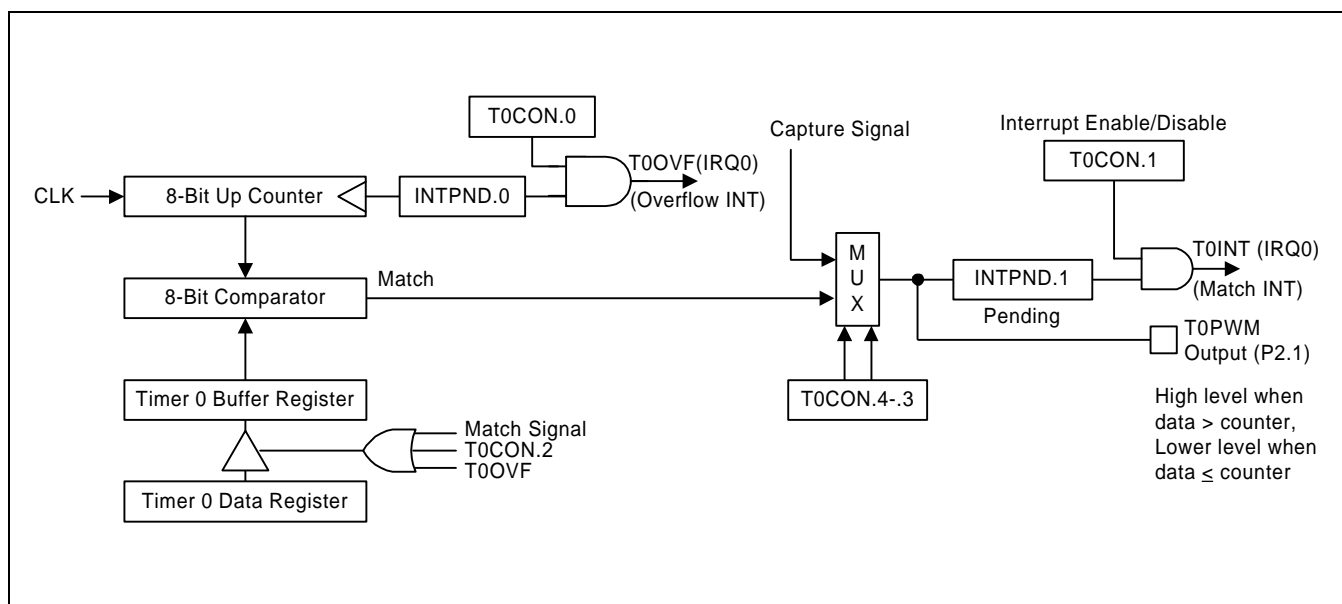 T0CON.0
Capture Signal
Interrupt Enable/Disable
T0CON.1
CLK
8-Bit Up Counter
INTPND.0
T0OVF(IRQ0)
(Overflow INT)
8-Bit Comparator
Match
M
U
X
INTPND.1
Pending
T0INT (IRQ0)
(Match INT)
T0PWM
Output (P2.1)
Timer 0 Buffer Register
T0CON.4-.3
High level when
data > counter,
Lower level when
data ≤ counter
Match Signal
T0CON.2
T0OVF
Timer 0 Data Register